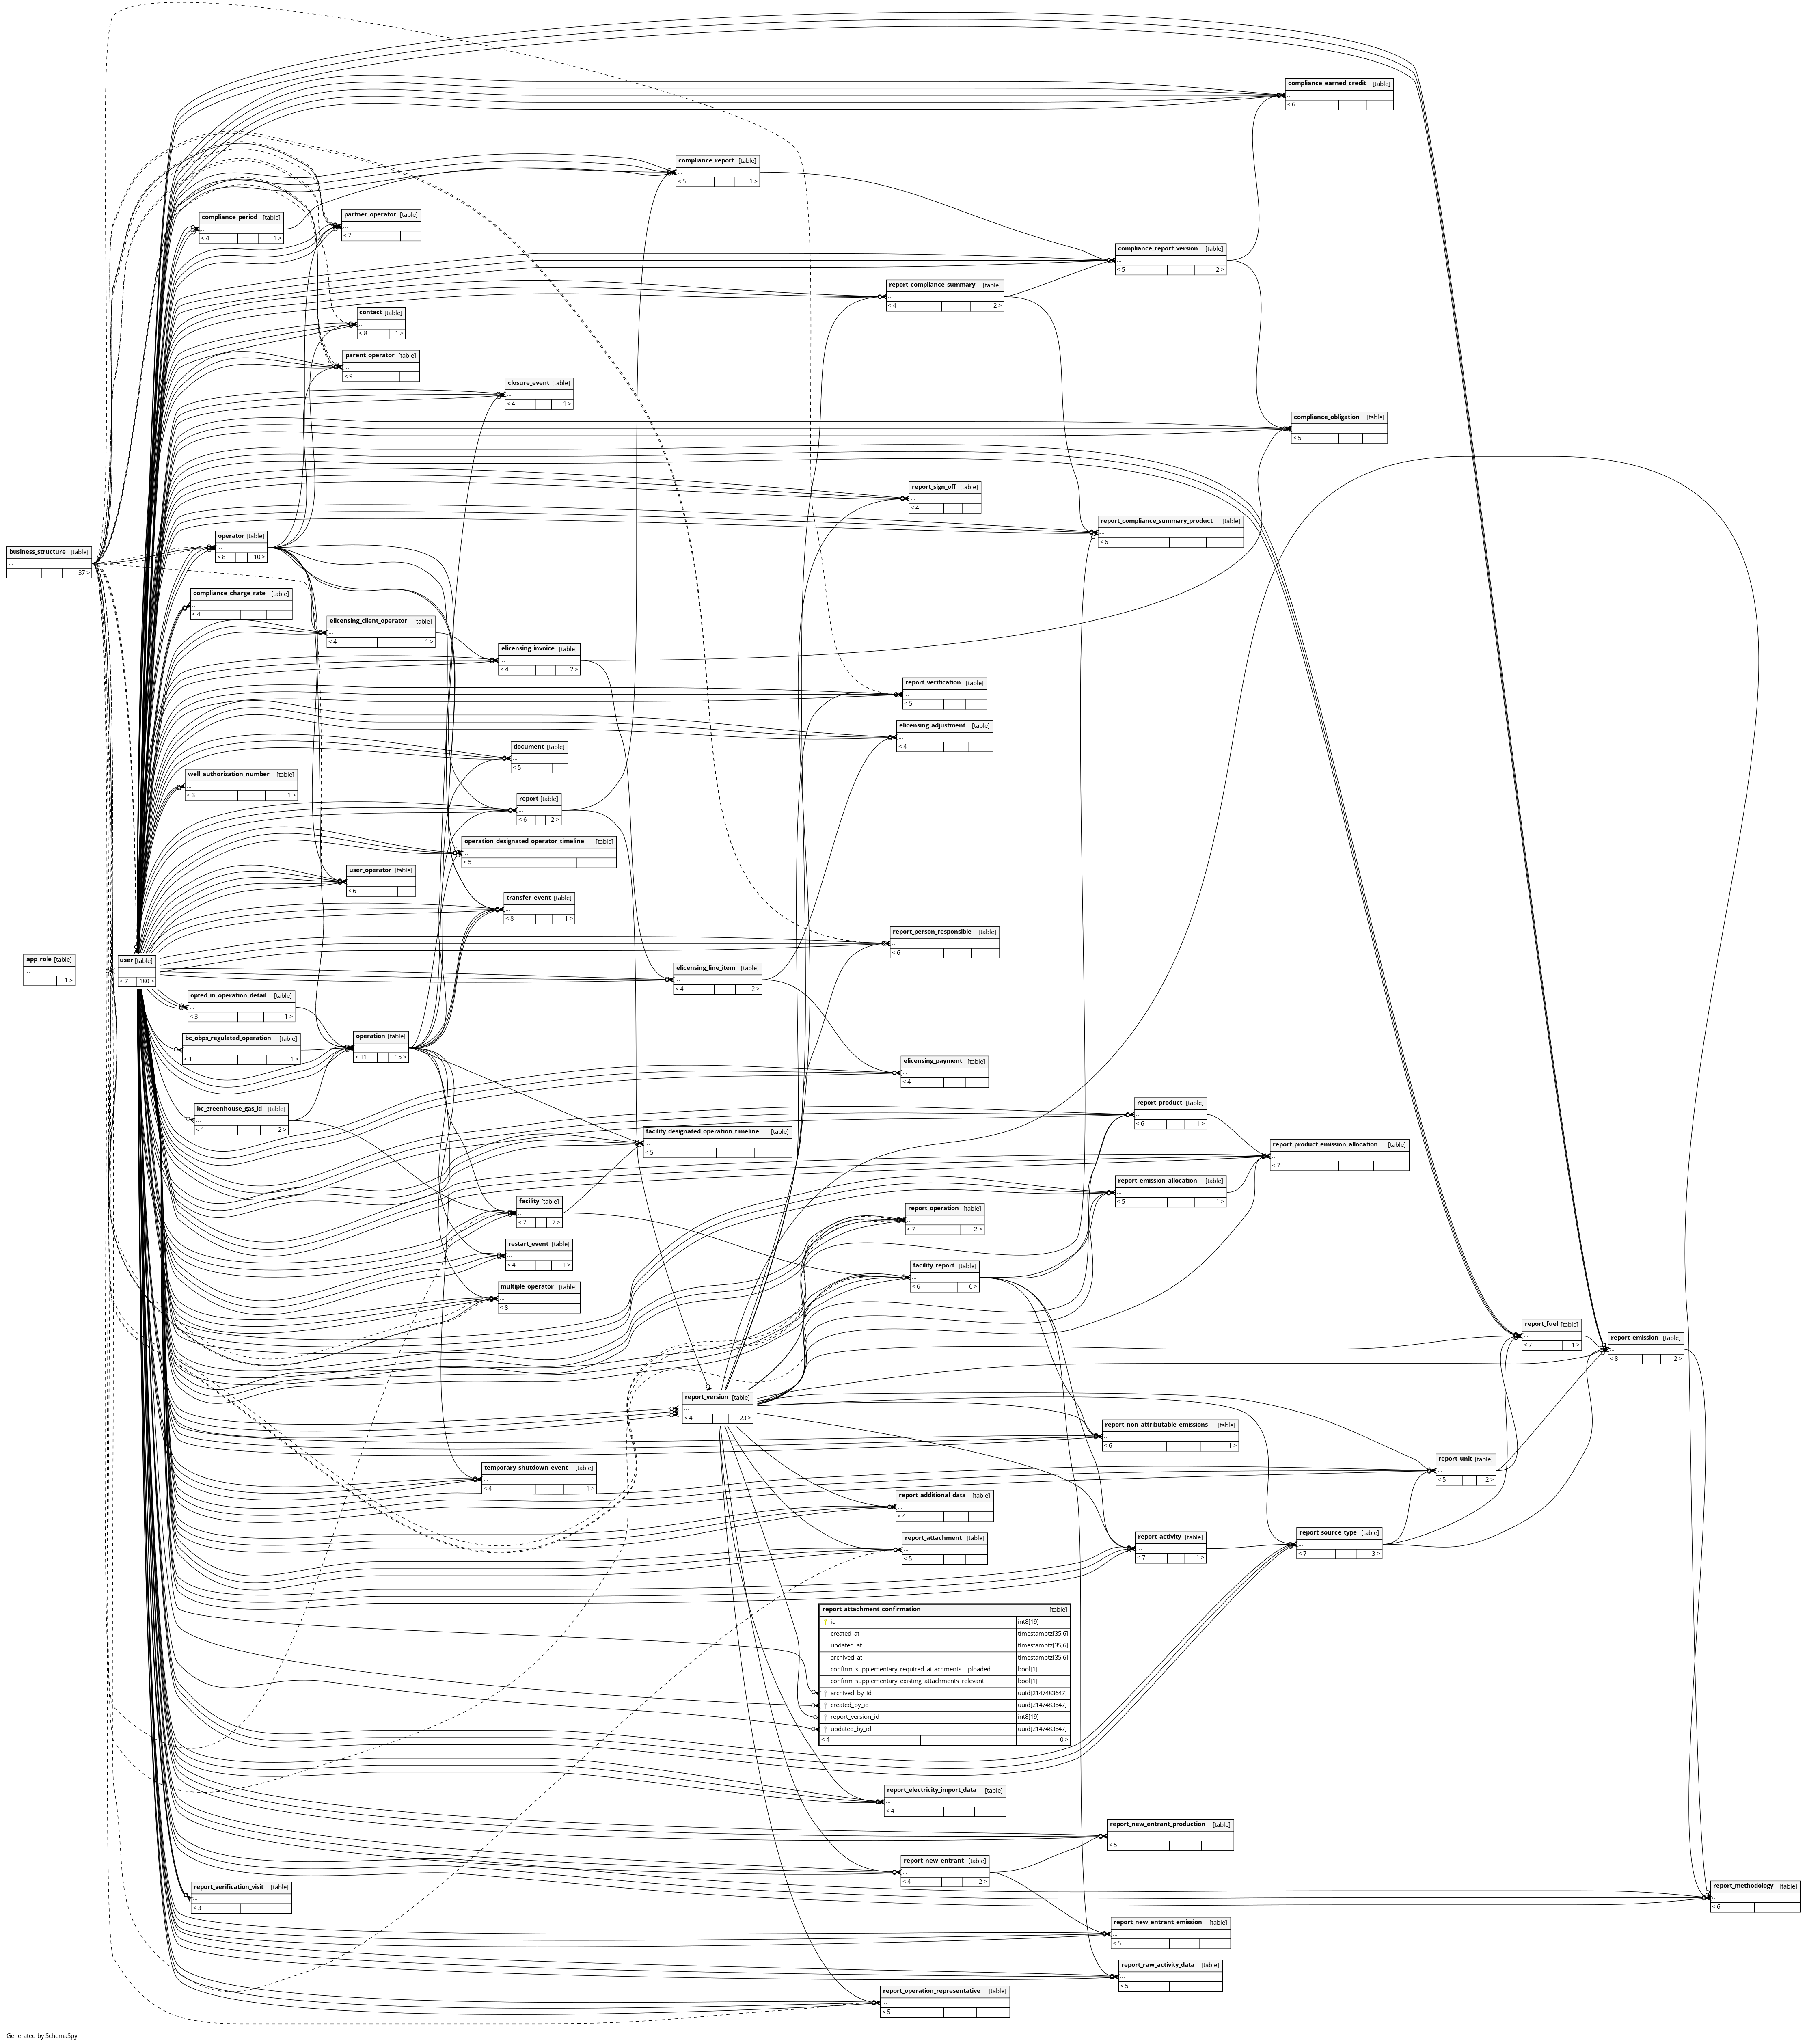 compliance_earned_credit [table]
...
< 6
compliance_report [table]
...
< 5 1 >
partner_operator [table]
...
< 7
compliance_period [table]
...
< 4 1 >
compliance_report_version [table]
...
< 5 2 >
report_compliance_summary [table]
...
< 4 2 >
contact [table]
...
< 8 1 >
parent_operator [table]
...
< 9
closure_event [table]
...
< 4 1 >
compliance_obligation [table]
...
< 5
report_sign_off [table]
...
< 4
report_compliance_summary_product [table]
...
< 6
operator [table]
...
< 8 10 >
business_structure [table]
...
37 >
compliance_charge_rate [table]
...
< 4
elicensing_client_operator [table]
...
< 4 1 >
elicensing_invoice [table]
...
< 4 2 >
report_verification [table]
...
< 5
elicensing_adjustment [table]
...
< 4
document [table]
...
< 5
well_authorization_number [table]
...
< 3 1 >
report [table]
...
< 6 2 >
operation_designated_operator_timeline [table]
...
< 5
user_operator [table]
...
< 6
transfer_event [table]
...
< 8 1 >
report_person_responsible [table]
...
< 6
app_role [table]
...
1 >
user [table]
...
< 7 180 >
elicensing_line_item [table]
...
< 4 2 >
opted_in_operation_detail [table]
...
< 3 1 >
bc_obps_regulated_operation [table]
...
< 1 1 >
operation [table]
...
< 11 15 >
elicensing_payment [table]
...
< 4
bc_greenhouse_gas_id [table]
...
< 1 2 >
report_product [table]
...
< 6 1 >
facility_designated_operation_timeline [table]
...
< 5
report_product_emission_allocation [table]
...
< 7
report_emission_allocation [table]
...
< 5 1 >
facility [table]
...
< 7 7 >
report_operation [table]
...
< 7 2 >
restart_event [table]
...
< 4 1 >
facility_report [table]
...
< 6 6 >
multiple_operator [table]
...
< 8
report_fuel [table]
...
< 7 1 >
report_emission [table]
...
< 8 2 >
report_version [table]
...
< 4 23 >
report_non_attributable_emissions [table]
...
< 6 1 >
report_unit [table]
...
< 5 2 >
temporary_shutdown_event [table]
...
< 4 1 >
report_additional_data [table]
...
< 4
report_attachment [table]
...
< 5
report_activity [table]
...
< 7 1 >
report_source_type [table]
...
< 7 3 >
report_attachment_confirmation [table]
id int8[19]
created_at timestamptz[35,6]
updated_at timestamptz[35,6]
archived_at timestamptz[35,6]
confirm_supplementary_required_attachments_uploaded bool[1]
confirm_supplementary_existing_attachments_relevant bool[1]
archived_by_id uuid[2147483647]
created_by_id uuid[2147483647]
report_version_id int8[19]
updated_by_id uuid[2147483647]
< 4 0 >
report_electricity_import_data [table]
...
< 4
report_new_entrant_production [table]
...
< 5
report_new_entrant [table]
...
< 4 2 >
report_verification_visit [table]
...
< 3
report_methodology [table]
...
< 6
report_new_entrant_emission [table]
...
< 5
report_raw_activity_data [table]
...
< 5
report_operation_representative [table]
...
< 5
Generated by SchemaSpy